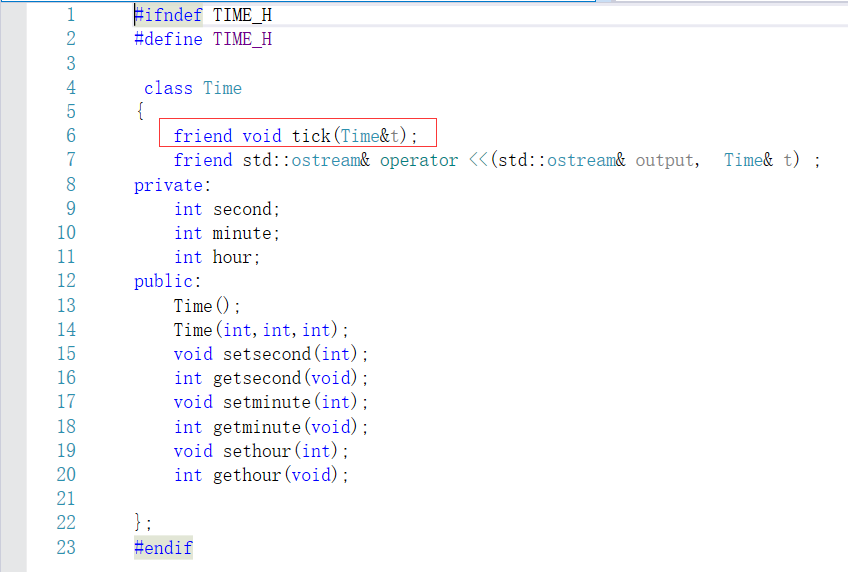 1 #ifndef TIME_H
2 #define TIME_H
3
4 class Time
5 {
6 friend void tick(Time&t);
7 friend std::ostream& operator <<(std::ostream& output, Time& t) ;
8 private:
9 int second;
10 int minute;
11 int hour;
12 public:
13 Time();
14 Time(int,int,int);
15 void setsecond(int);
16 int getsecond(void);
17 void setminute(int);
18 int getminute(void);
19 void sethour(int);
20 int gethour(void);
21
22 };
23 #endif